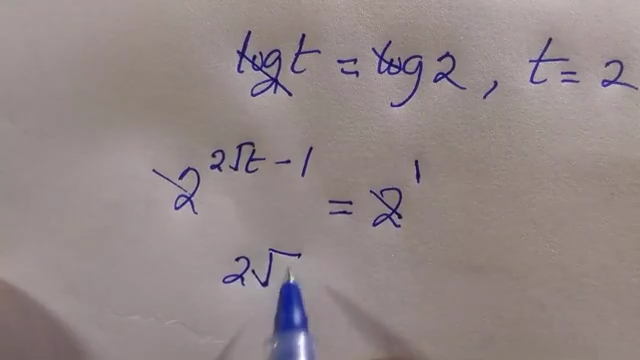 log t = log 2, t = 2
2^{2√t - 1} = 2^1
2√